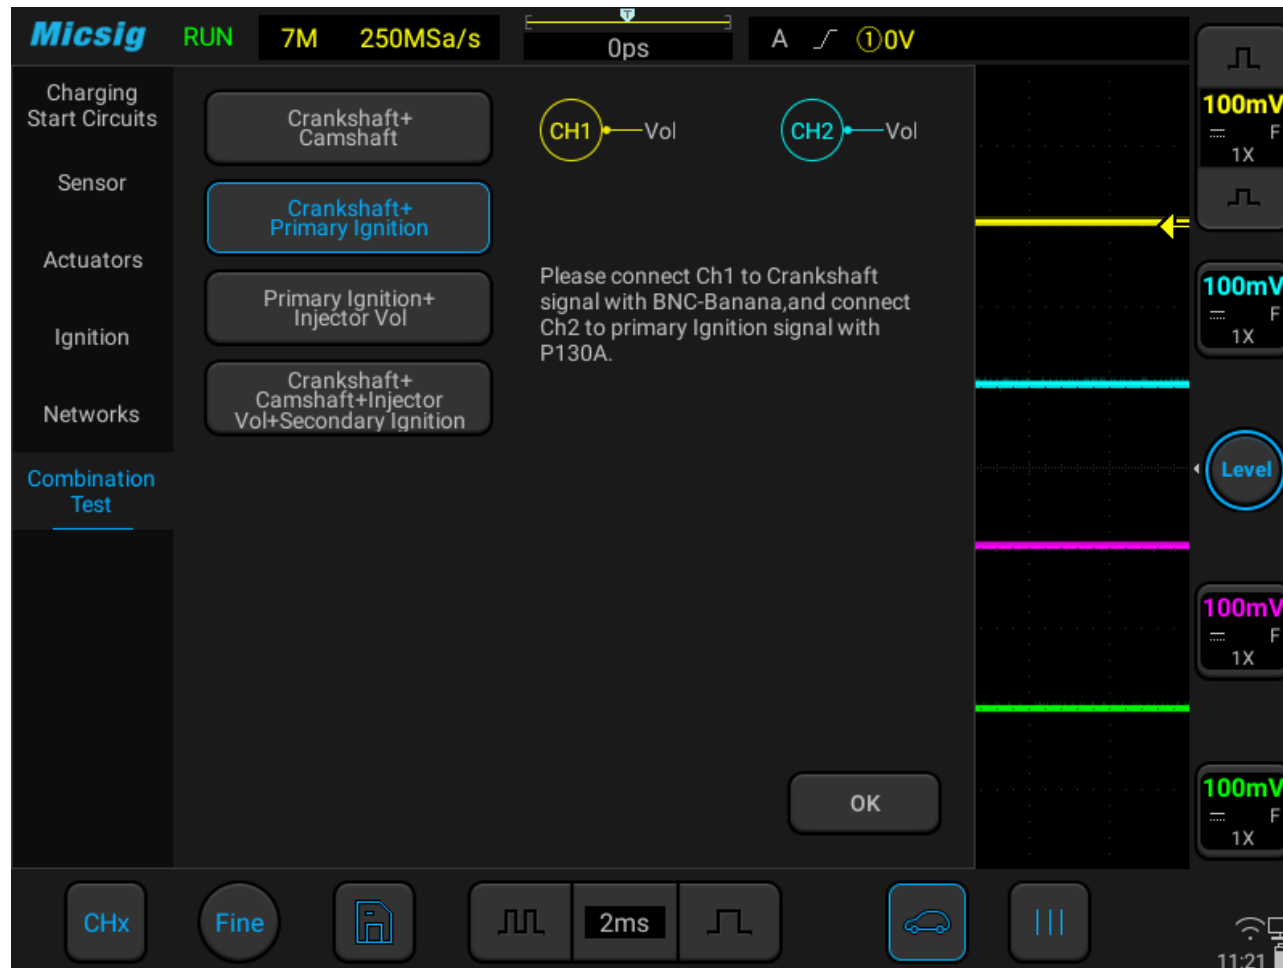 Micsig
RUN
7M 250MSa/s
T
0ps
A ①0V
Charging
Start Circuits
Sensor
Actuators
Ignition
Networks
Combination
Test
Crankshaft+
Camshaft
Crankshaft+
Primary Ignition
Primary Ignition+
Injector Vol
Crankshaft+
Camshaft+Injector
Vol+Secondary Ignition
CH1 Vol
CH2 Vol
Please connect Ch1 to Crankshaft
signal with BNC-Banana,and connect
Ch2 to primary Ignition signal with
P130A.
OK
100mV
F
1X
100mV
F
1X
Level
100mV
F
1X
100mV
F
1X
CHx
Fine
2ms
11:21